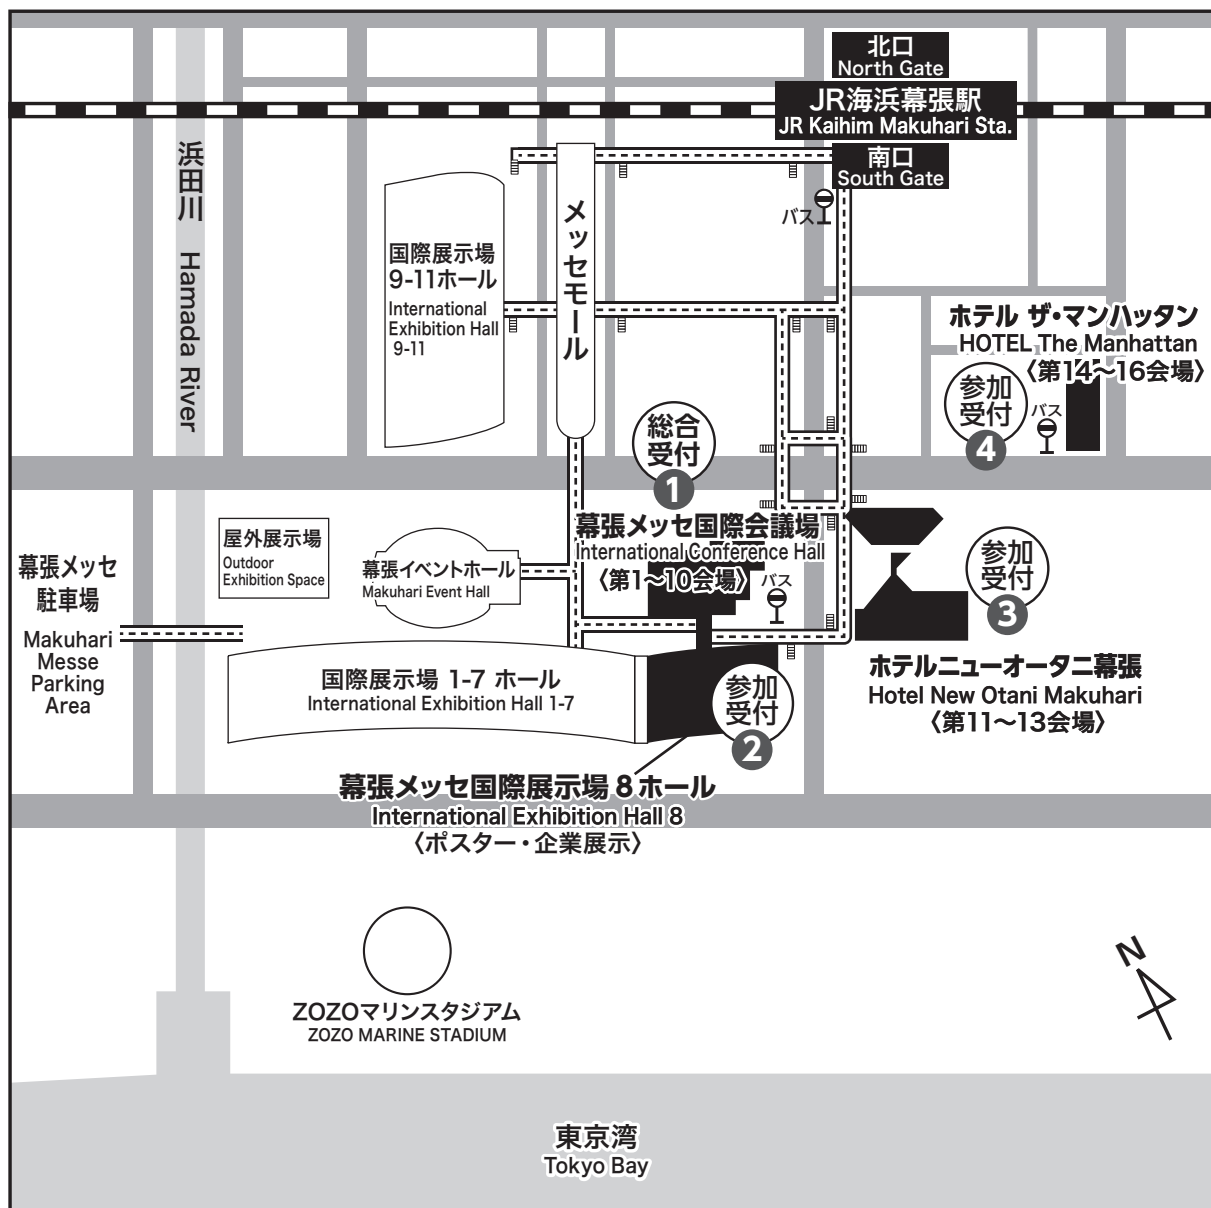 北口
North Gate
JR海浜幕張駅
JR Kaihim Makuhari Sta.
南口
South Gate
バス
浜田川 Hamada River
メッセモール
国際展示場
9-11ホール
International
Exhibition Hall
9-11
ホテル ザ・マンハッタン
HOTEL The Manhattan
〈第14～16会場〉
参加
受付
4
バス
総合
受付
1
幕張メッセ国際会議場
International Conference Hall
〈第1～10会場〉
バス
屋外展示場
Outdoor
Exhibition Space
幕張イベントホール
Makuhari Event Hall
幕張メッセ
駐車場
Makuhari
Messe
Parking
Area
参加
受付
3
ホテルニューオータニ幕張
Hotel New Otani Makuhari
〈第11～13会場〉
国際展示場 1-7 ホール
International Exhibition Hall 1-7
参加
受付
2
幕張メッセ国際展示場 8ホール
International Exhibition Hall 8
〈ポスター・企業展示〉
ZOZOマリンスタジアム
ZOZO MARINE STADIUM
N
東京湾
Tokyo Bay